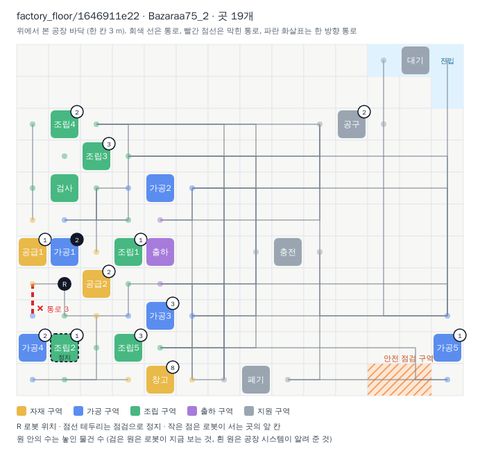 factory_floor/1646911e22 · Bazaraa75_2 · 곳 19개
위에서 본 공장 바닥 (한 칸 3 m). 회색 선은 통로, 빨간 점선은 막힌 통로, 파란 화살표는 한 방향 통로
대기
조립4 2
공구 2
조립3 3
검사
가공2
공급1 1
가공1 2
조립1 1
출하
충전
R
공급2 2
✖ 통로 3
가공3 3
가공4 2
조립2 1
정지
조립5 3
가공5 1
안전 점검 구역
창고 8
폐기
자재 구역
가공 구역
조립 구역
출하 구역
지원 구역
R 로봇 위치 · 점선 테두리는 점검으로 정지 · 작은 점은 로봇이 서는 곳의 앞 칸
원 안의 수는 놓인 물건 수 (검은 원은 로봇이 지금 보는 것, 흰 원은 공장 시스템이 알려 준 것)